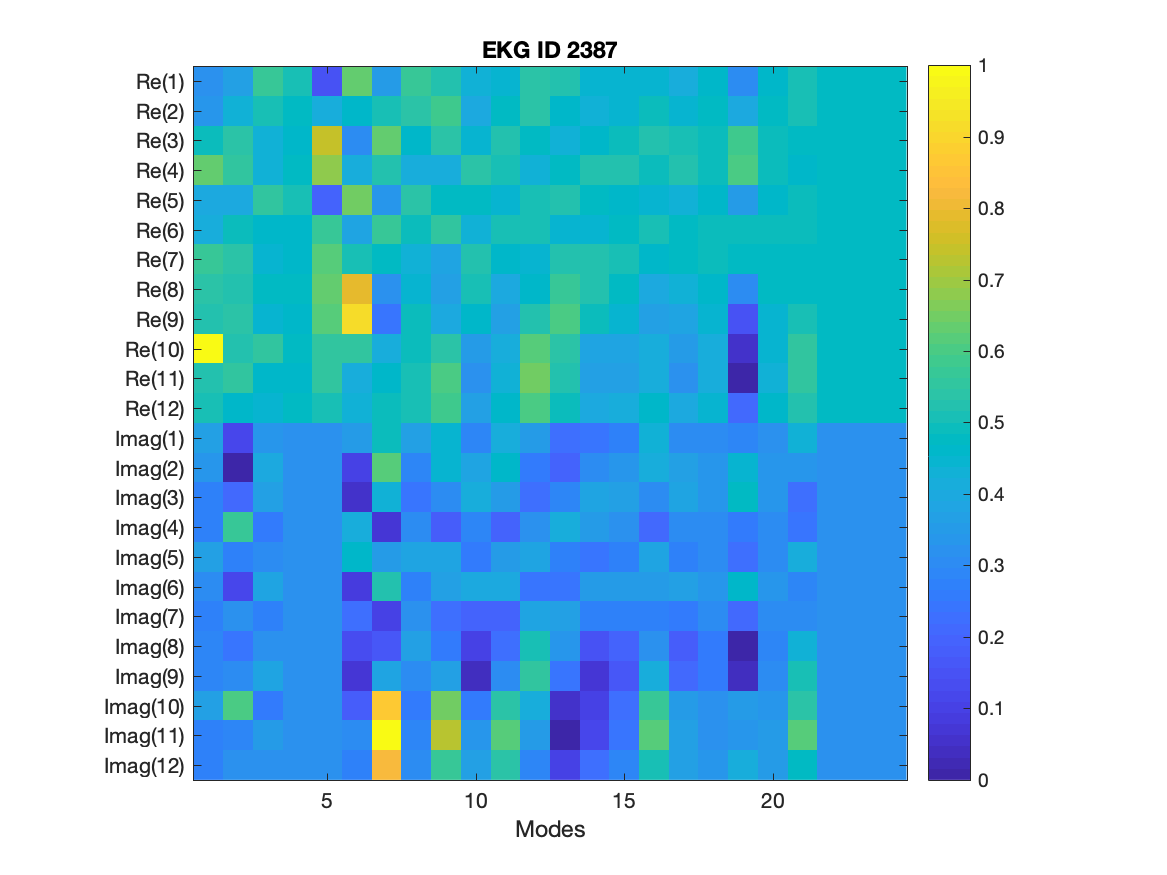 EKG ID 2387
Re(1)
Re(2)
Re(3)
Re(4)
Re(5)
Re(6)
Re(7)
Re(8)
Re(9)
Re(10)
Re(11)
Re(12)
Imag(1)
Imag(2)
Imag(3)
Imag(4)
Imag(5)
Imag(6)
Imag(7)
Imag(8)
Imag(9)
Imag(10)
Imag(11)
Imag(12)
5 10 15 20
Modes
1
0.9
0.8
0.7
0.6
0.5
0.4
0.3
0.2
0.1
0